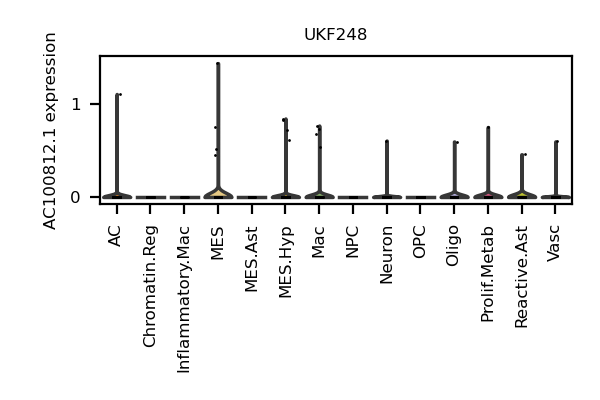 UKF248
AC100812.1 expression
1
0
AC
Chromatin.Reg
Inflammatory.Mac
MES
MES.Ast
MES.Hyp
Mac
NPC
Neuron
OPC
Oligo
Prolif.Metab
Reactive.Ast
Vasc